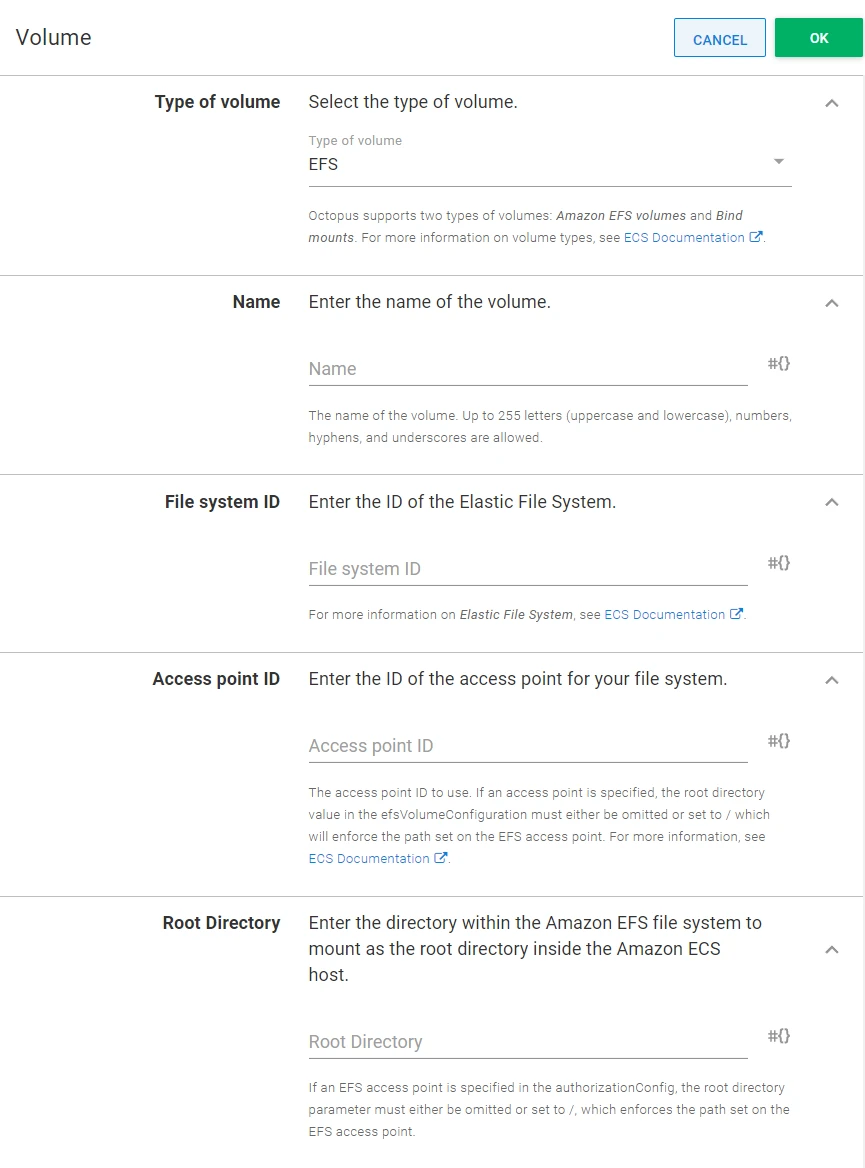 Volume
CANCEL
OK
Type of volume
Select the type of volume.
Type of volume
EFS
Octopus supports two types of volumes: Amazon EFS volumes and Bind
mounts. For more information on volume types, see ECS Documentation.
Name
Enter the name of the volume.
Name
#{}
The name of the volume. Up to 255 letters (uppercase and lowercase), numbers,
hyphens, and underscores are allowed.
File system ID
Enter the ID of the Elastic File System.
File system ID
#{}
For more information on Elastic File System, see ECS Documentation.
Access point ID
Enter the ID of the access point for your file system.
Access point ID
#{}
The access point ID to use. If an access point is specified, the root directory
value in the efsVolumeConfiguration must either be omitted or set to / which
will enforce the path set on the EFS access point. For more information, see
ECS Documentation.
Root Directory
Enter the directory within the Amazon EFS file system to
mount as the root directory inside the Amazon ECS
host.
Root Directory
#{}
If an EFS access point is specified in the authorizationConfig, the root directory
parameter must either be omitted or set to /, which enforces the path set on the
EFS access point.